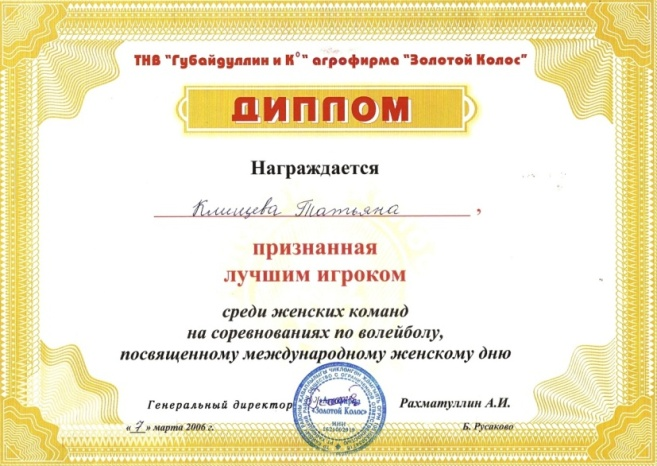 ТНВ "Губайдуллин и К°" агрофирма "Золотой Колос"
ДИПЛОМ
Награждается
Клищева Татьяна,
признанная
лучшим игроком
среди женских команд
на соревнованиях по волейболу,
посвященному международному женскому дню
Генеральный директор Рахматуллин А.И.
«Золотой Колос»
« 7 » марта 2006 г. Б. Русаково